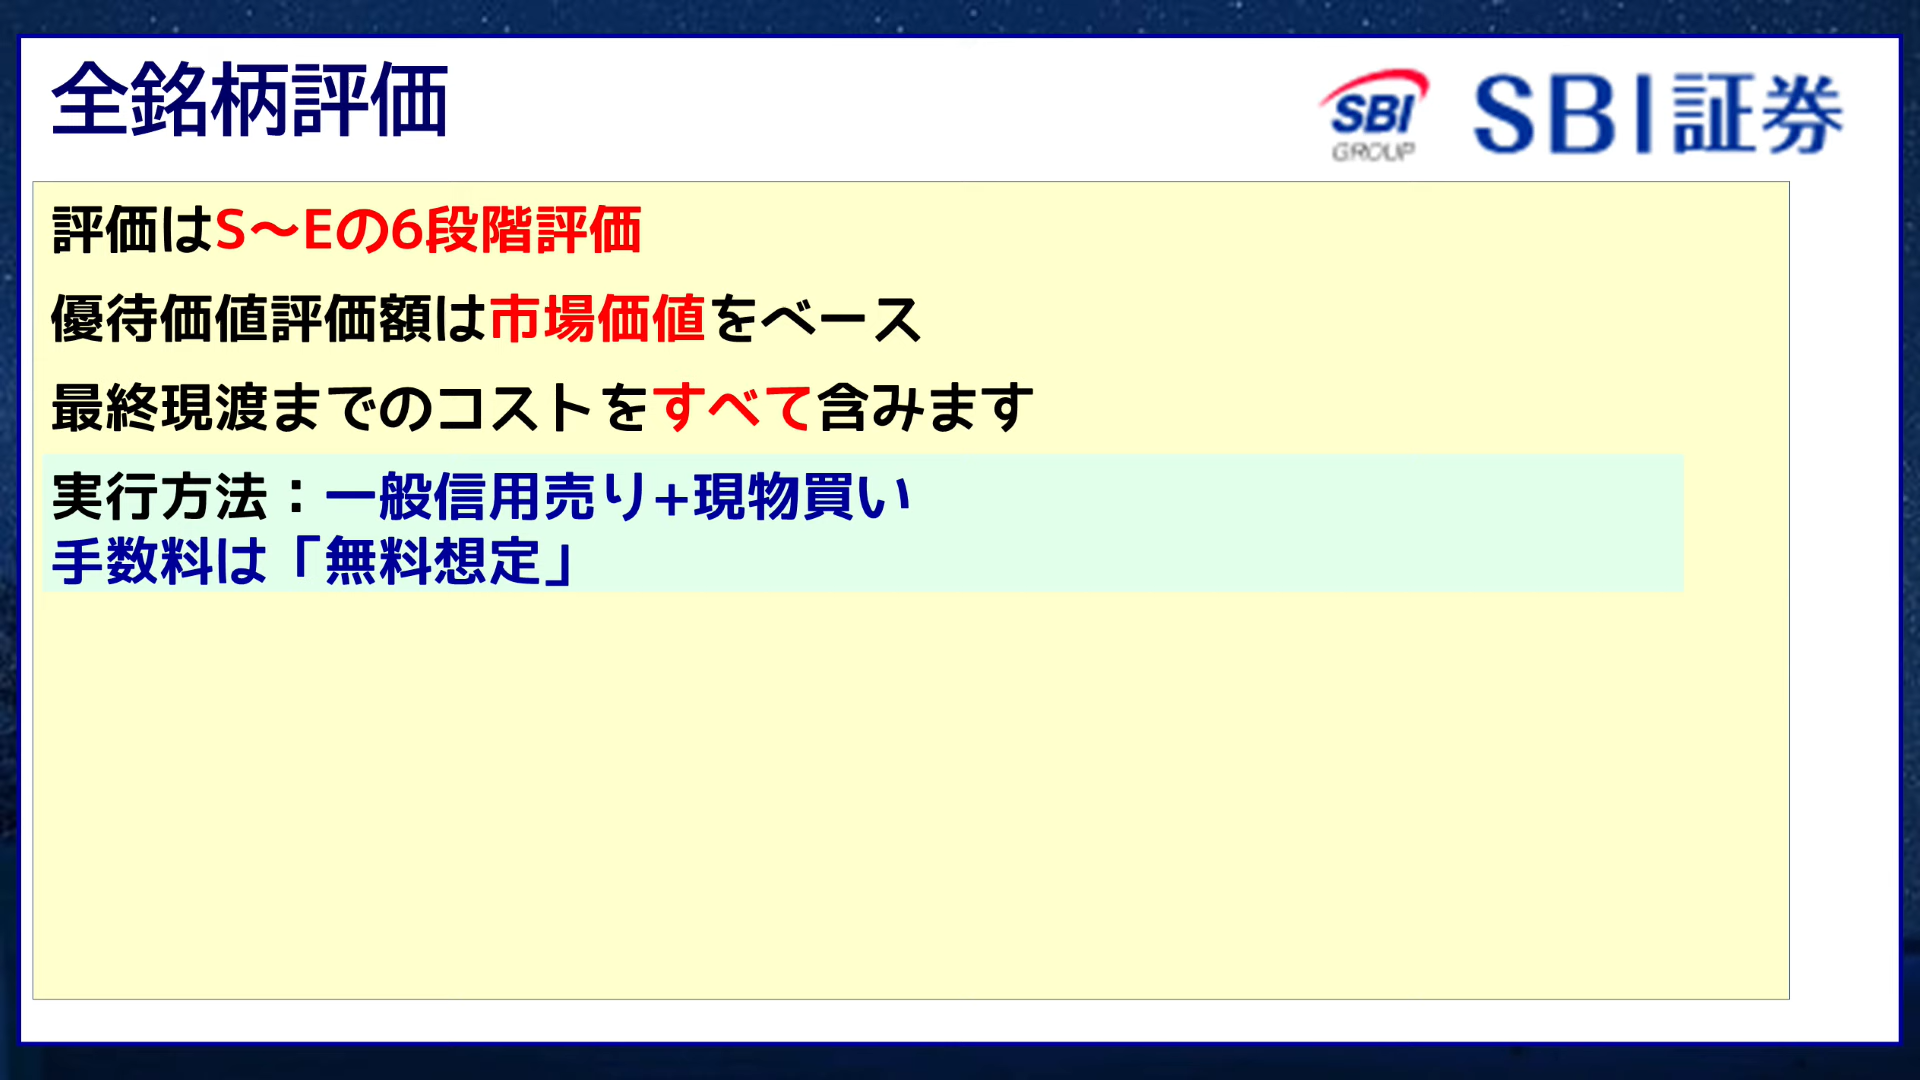 全銘柄評価
SBI
GROUP
SBI証券
評価はS〜Eの6段階評価
優待価値評価額は市場価値をベース
最終現渡までのコストをすべて含みます
実行方法：一般信用売り+現物買い
手数料は「無料想定」